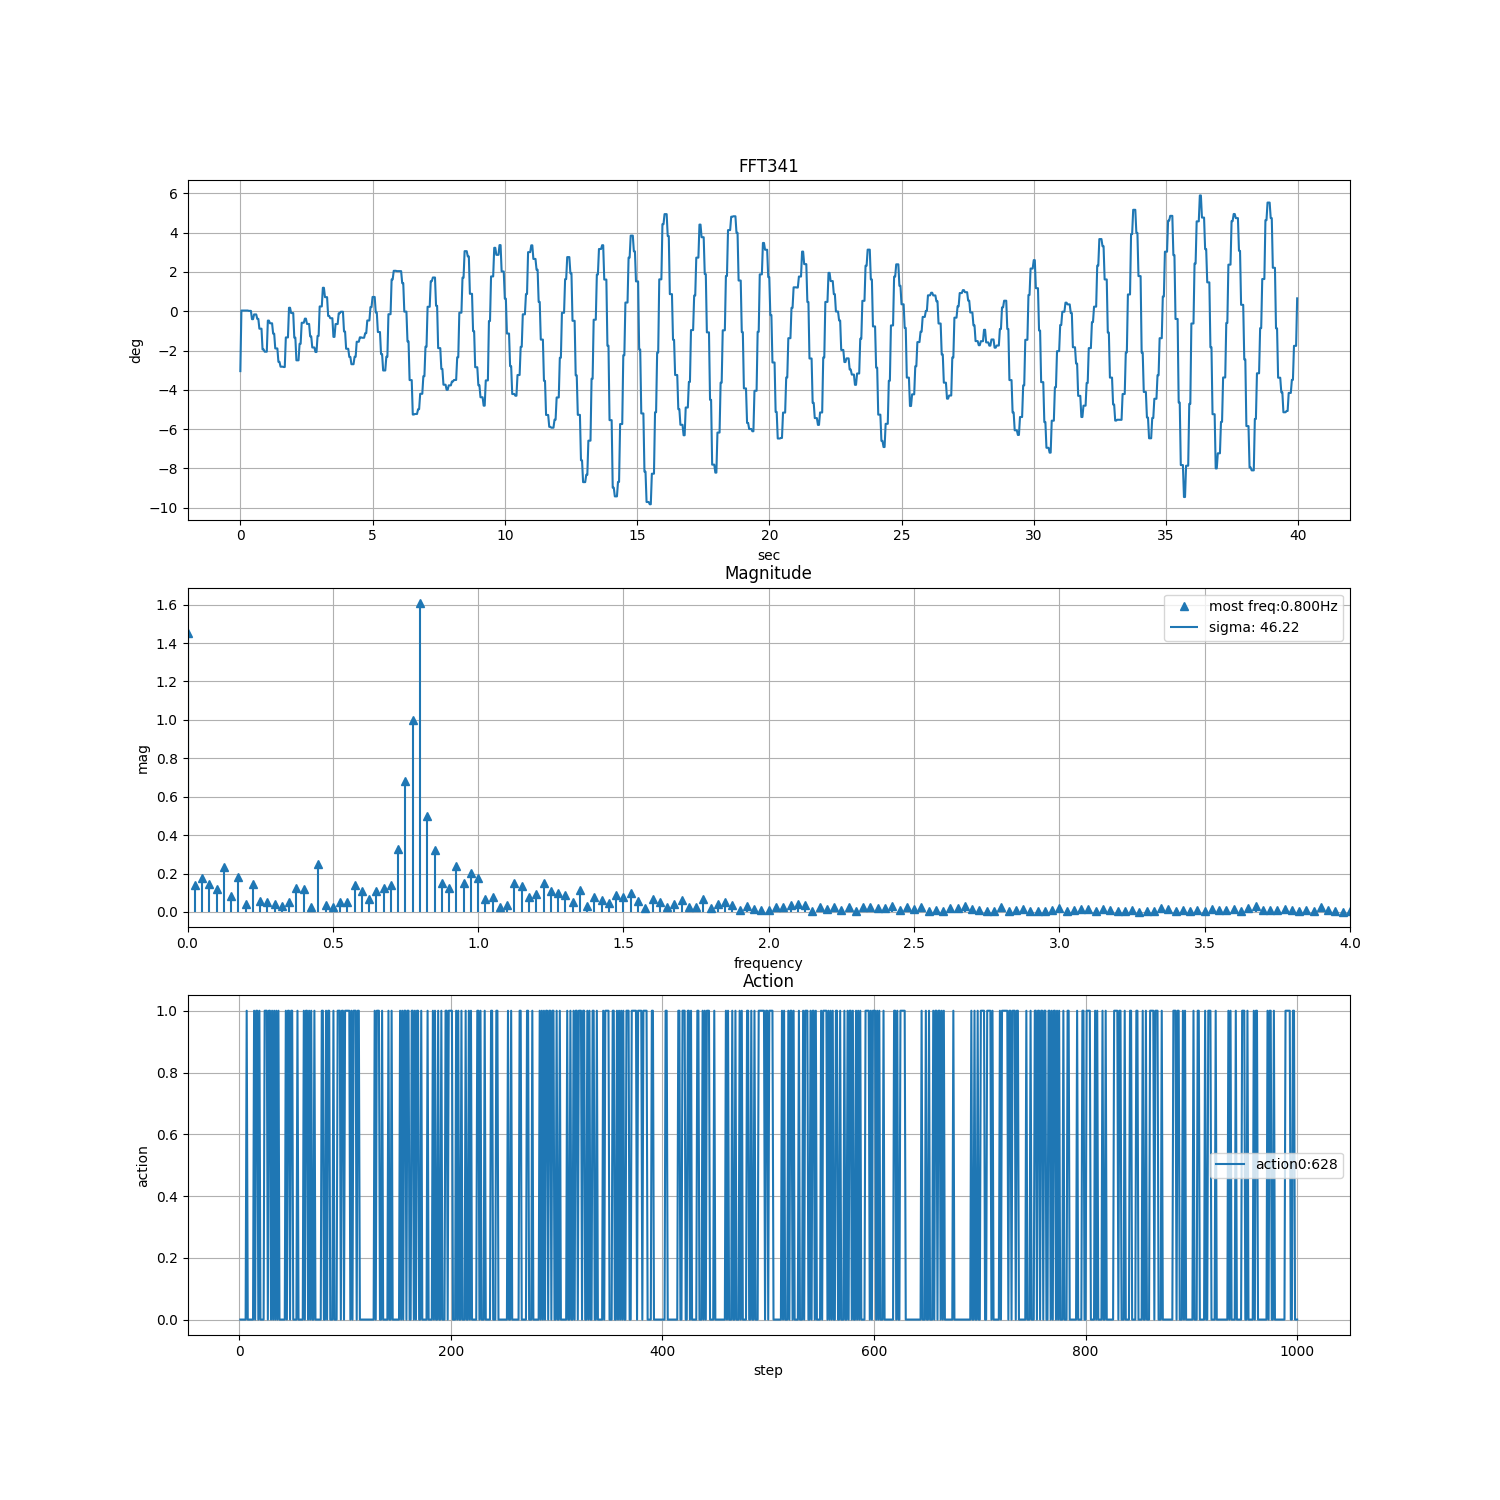 FFT341
6
4
2
0
−2
−4
−6
−8
−10
deg
0 5 10 15 20 25 30 35 40
sec
Magnitude
1.6
1.4
1.2
1.0
0.8
0.6
0.4
0.2
0.0
mag
most freq:0.800Hz
sigma: 46.22
0.0 0.5 1.0 1.5 2.0 2.5 3.0 3.5 4.0
frequency
Action
1.0
0.8
0.6
0.4
0.2
0.0
action
action0:628
0 200 400 600 800 1000
step